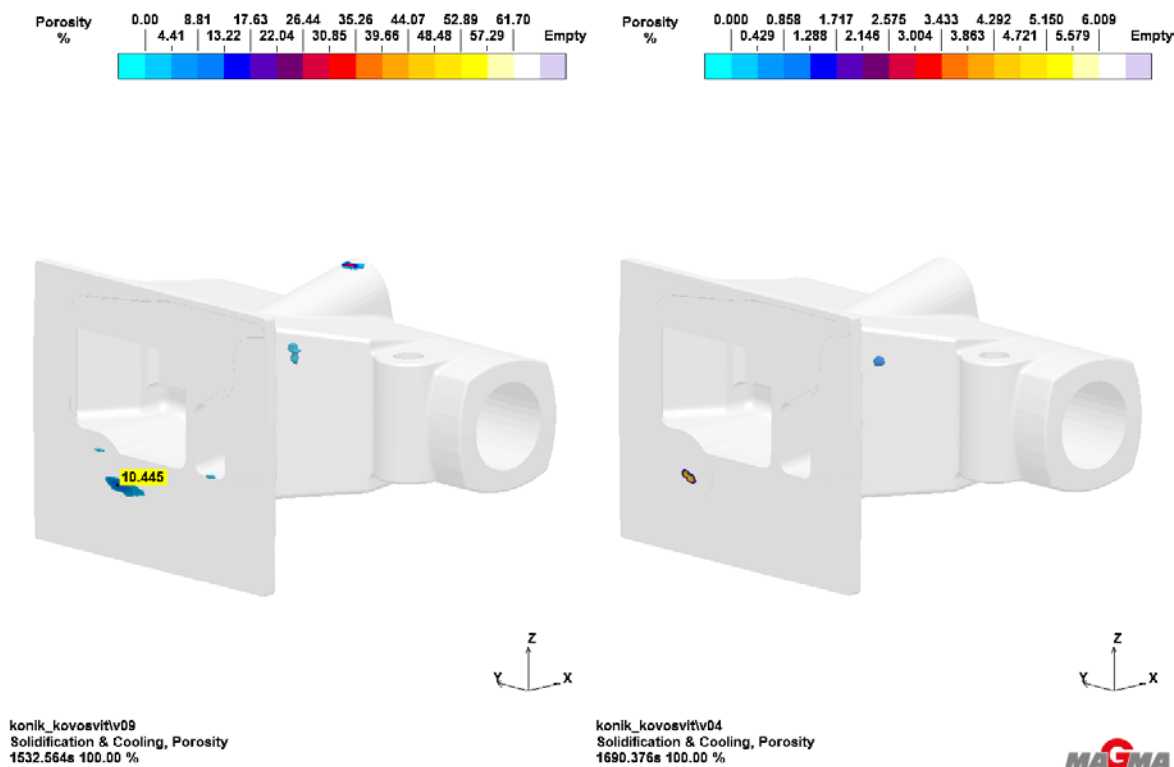 Porosity
%
0.00 8.81 17.63 26.44 35.26 44.07 52.89 61.70
4.41 13.22 22.04 30.85 39.66 48.48 57.29 Empty
Porosity
%
0.000 0.858 1.717 2.575 3.433 4.292 5.150 6.009
0.429 1.288 2.146 3.004 3.863 4.721 5.579 Empty
10.445
Z
Y X
Z
Y X
konik_kovosvit\v09
Solidification & Cooling, Porosity
1532.564s 100.00 %
konik_kovosvit\v04
Solidification & Cooling, Porosity
1690.376s 100.00 %
MAGMA